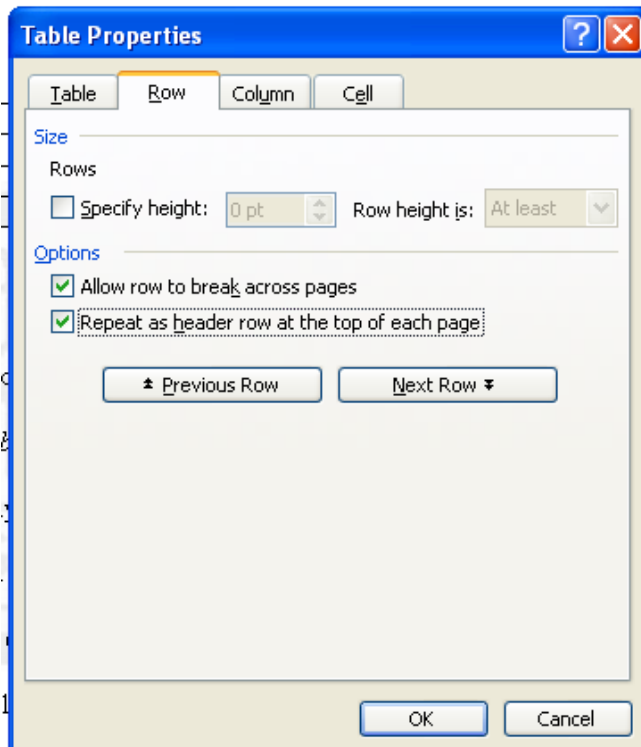 Table Properties
Table Row Column Cell
Size
Rows
Specify height: 0 pt Row height is: At least
Options
Allow row to break across pages
Repeat as header row at the top of each page
Previous Row Next Row
OK Cancel